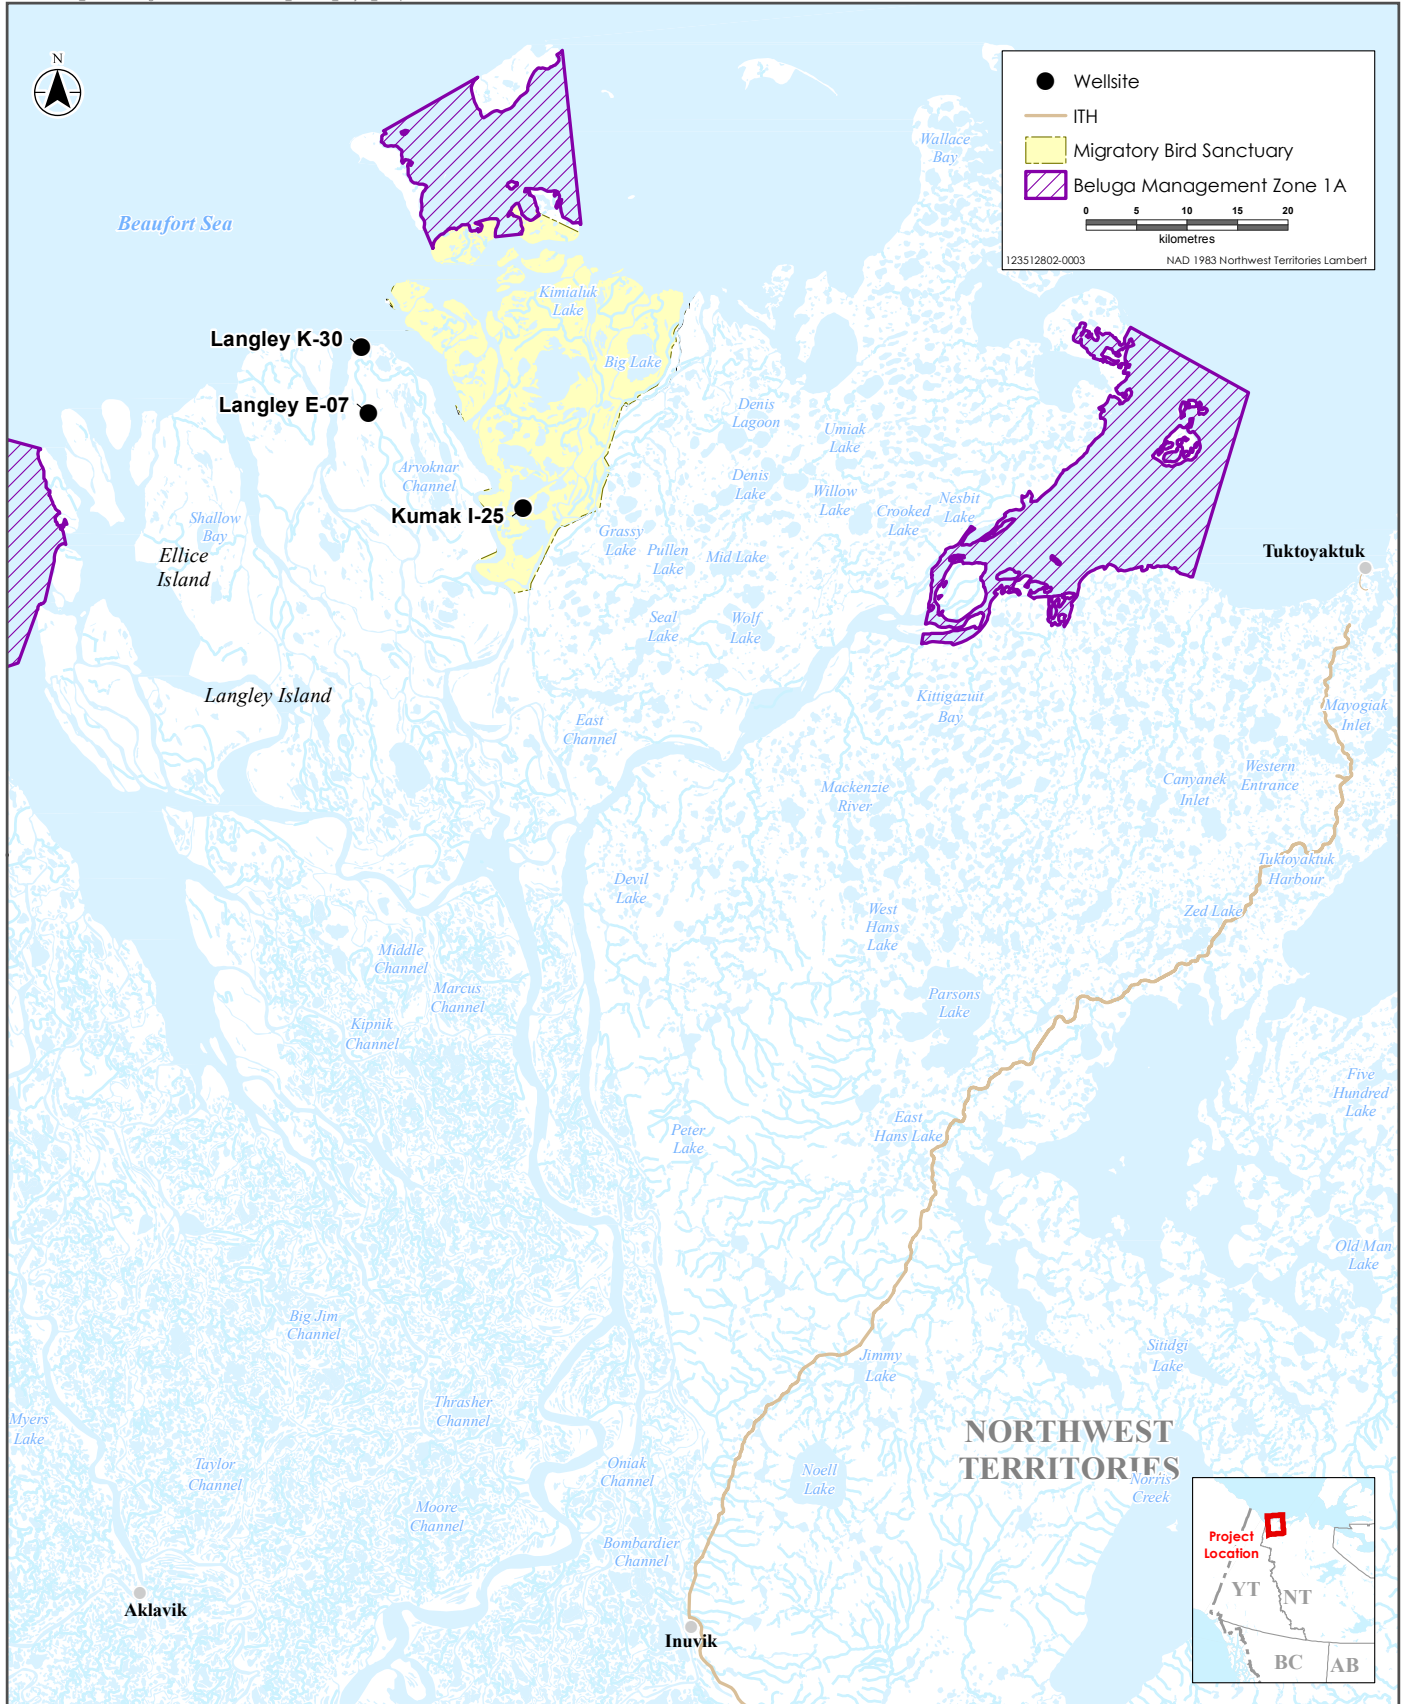 N
Wellsite
ITH
Migratory Bird Sanctuary
Beluga Management Zone 1A
0 5 10 15 20
kilometres
123512802-0003 NAD 1983 Northwest Territories Lambert
Wallace
Bay
Beaufort Sea
Kimialuk
Lake
Langley K-30
Big Lake
Langley E-07
Denis
Lagoon
Umiak
Lake
Arvoknar
Channel
Denis
Lake
Willow
Lake
Nesbit
Lake
Crooked
Lake
Kumak I-25
Shallow
Bay
Grassy
Lake
Pullen
Lake
Mid Lake
Ellice
Island
Tuktoyaktuk
Seal
Lake
Wolf
Lake
Langley Island
Kittigazuit
Bay
Mayogiak
Inlet
East
Channel
Mackenzie
River
Canyanek
Inlet
Western
Entrance
Tuktoyaktuk
Harbour
Devil
Lake
West
Hans
Lake
Zed Lake
Middle
Channel
Marcus
Channel
Parsons
Lake
Kipnik
Channel
Five
Hundred
Lake
Peter
Lake
East
Hans Lake
Old Man
Lake
Big Jim
Channel
Jimmy
Lake
Sitidgi
Lake
Thrasher
Channel
Myers
Lake
NORTHWEST
TERRITORIES
Taylor
Channel
Oniak
Channel
Noell
Lake
Norris
Creek
Moore
Channel
Bombardier
Channel
Project
Location
YT
NT
BC
AB
Aklavik
Inuvik